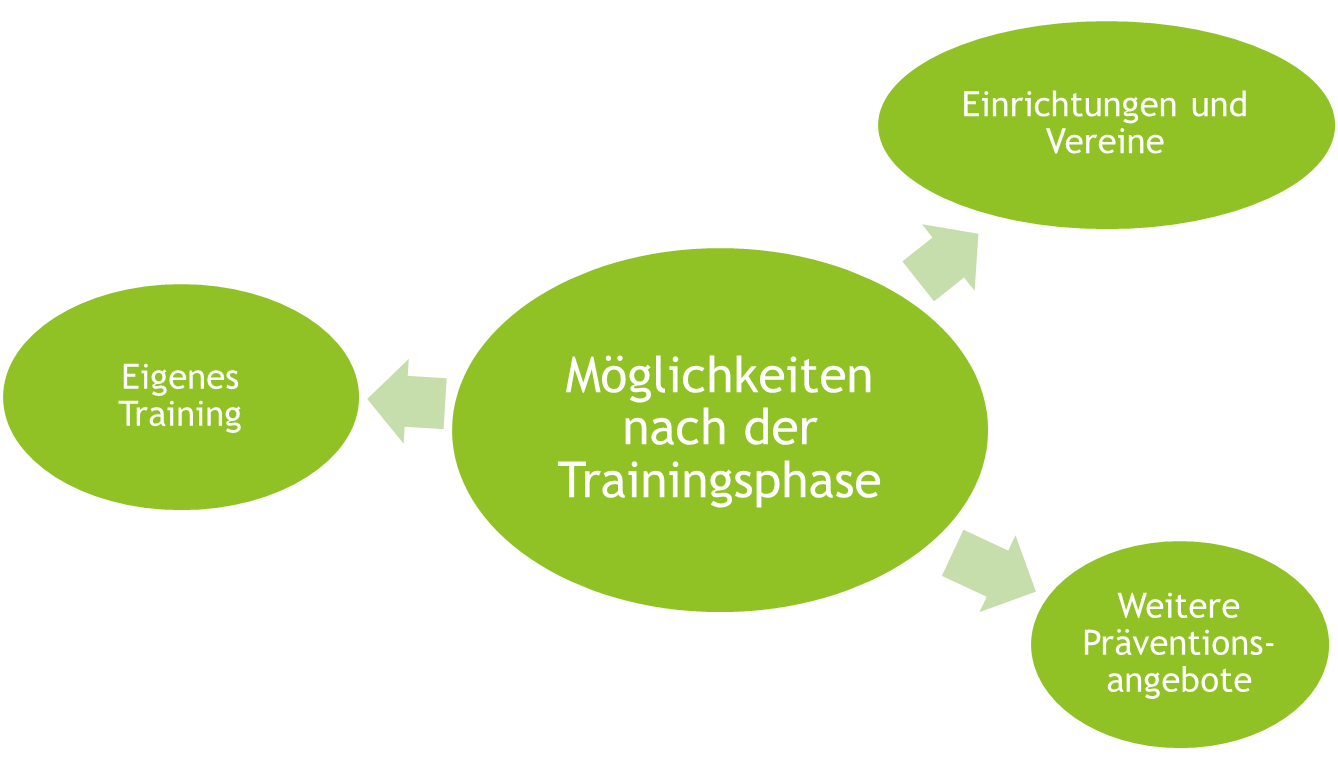 Einrichtungen und
Vereine
Eigenes
Training
Möglichkeiten
nach der
Trainingsphase
Weitere
Präventions-
angebote